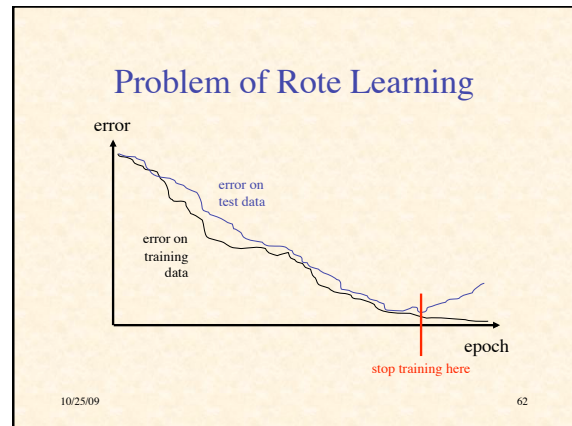 Problem of Rote Learning
error
error on
test data
error on
training
data
epoch
stop training here
10/25/09
62